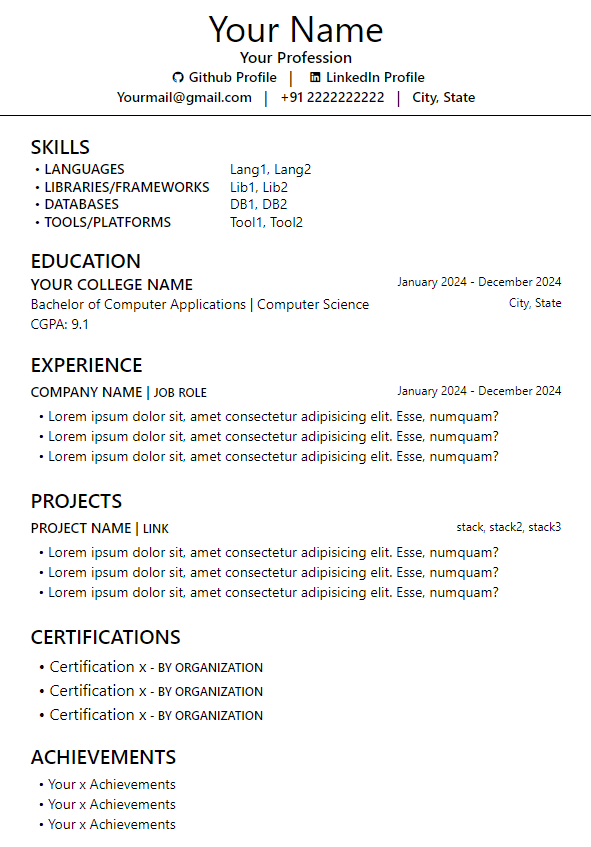 Your Name
Your Profession
Github Profile | LinkedIn Profile
Yourmail@gmail.com | +91 2222222222 | City, State
SKILLS
• LANGUAGES Lang1, Lang2
• LIBRARIES/FRAMEWORKS Lib1, Lib2
• DATABASES DB1, DB2
• TOOLS/PLATFORMS Tool1, Tool2
EDUCATION
YOUR COLLEGE NAME January 2024 - December 2024
Bachelor of Computer Applications | Computer Science City, State
CGPA: 9.1
EXPERIENCE
COMPANY NAME | JOB ROLE January 2024 - December 2024
• Lorem ipsum dolor sit, amet consectetur adipisicing elit. Esse, numquam?
• Lorem ipsum dolor sit, amet consectetur adipisicing elit. Esse, numquam?
• Lorem ipsum dolor sit, amet consectetur adipisicing elit. Esse, numquam?
PROJECTS
PROJECT NAME | LINK stack, stack2, stack3
• Lorem ipsum dolor sit, amet consectetur adipisicing elit. Esse, numquam?
• Lorem ipsum dolor sit, amet consectetur adipisicing elit. Esse, numquam?
• Lorem ipsum dolor sit, amet consectetur adipisicing elit. Esse, numquam?
CERTIFICATIONS
• Certification x - BY ORGANIZATION
• Certification x - BY ORGANIZATION
• Certification x - BY ORGANIZATION
ACHIEVEMENTS
• Your x Achievements
• Your x Achievements
• Your x Achievements